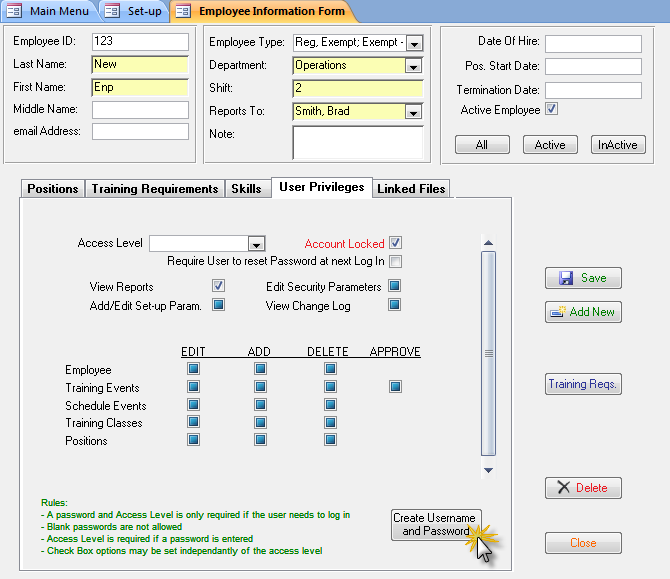 Main Menu Set-up Employee Information Form
Employee ID: 123
Last Name: New
First Name: Enp
Middle Name:
email Address:
Employee Type: Reg, Exempt; Exempt -
Department: Operations
Shift: 2
Reports To: Smith, Brad
Note:
Date Of Hire:
Pos. Start Date:
Termination Date:
Active Employee
All Active InActive
Positions Training Requirements Skills User Privileges Linked Files
Access Level Account Locked
Require User to reset Password at next Log In
View Reports Edit Security Parameters
Add/Edit Set-up Param. View Change Log
EDIT ADD DELETE APPROVE
Employee
Training Events
Schedule Events
Training Classes
Positions
Rules:
- A password and Access Level is only required if the user needs to log in
- Blank passwords are not allowed
- Access Level is required if a password is entered
- Check Box options may be set independantly of the access level
Create Username
and Password
Save
Add New
Training Reqs.
Delete
Close